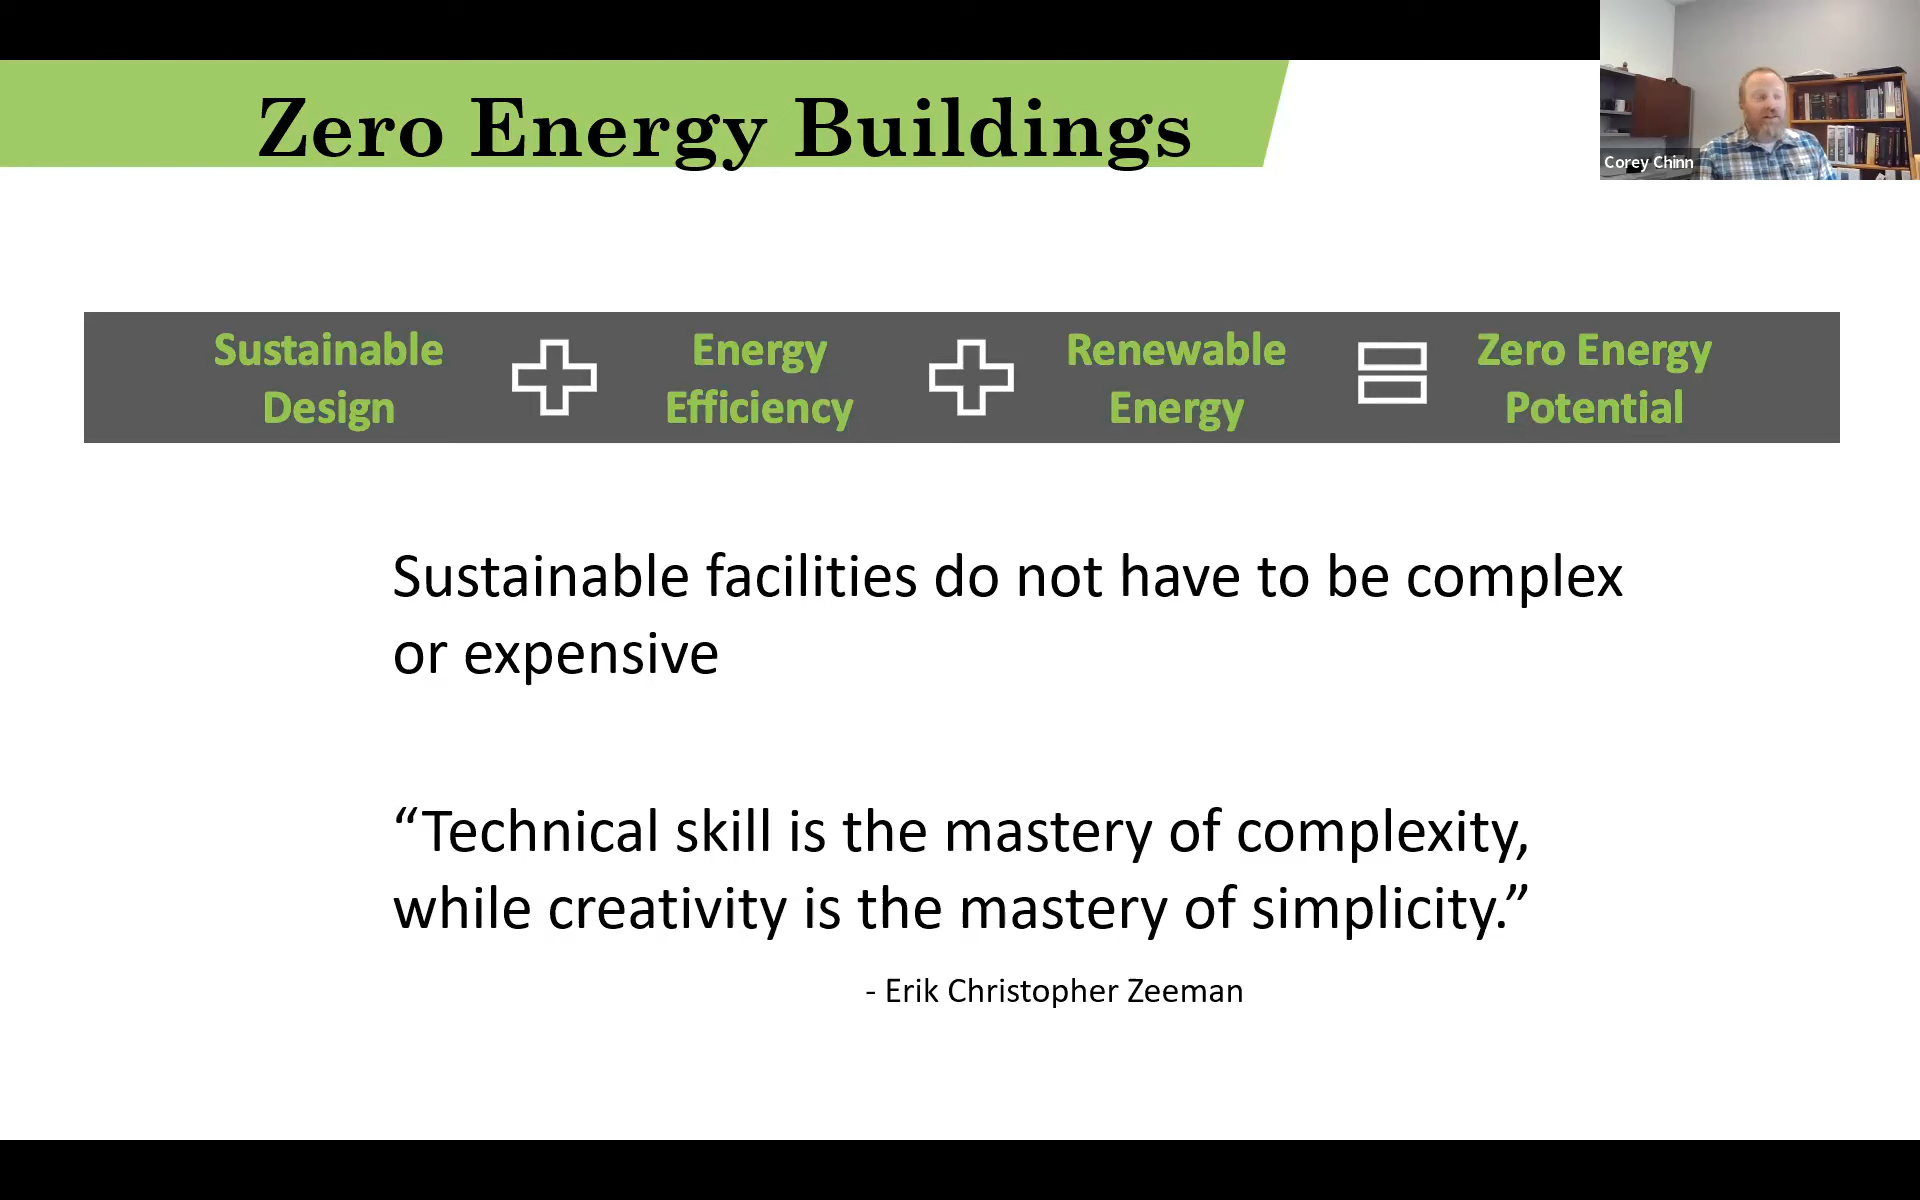 Zero Energy Buildings
Corey Chinn
Sustainable
Design
Energy
Efficiency
Renewable
Energy
Zero Energy
Potential
Sustainable facilities do not have to be complex
or expensive
“Technical skill is the mastery of complexity,
while creativity is the mastery of simplicity.”
- Erik Christopher Zeeman